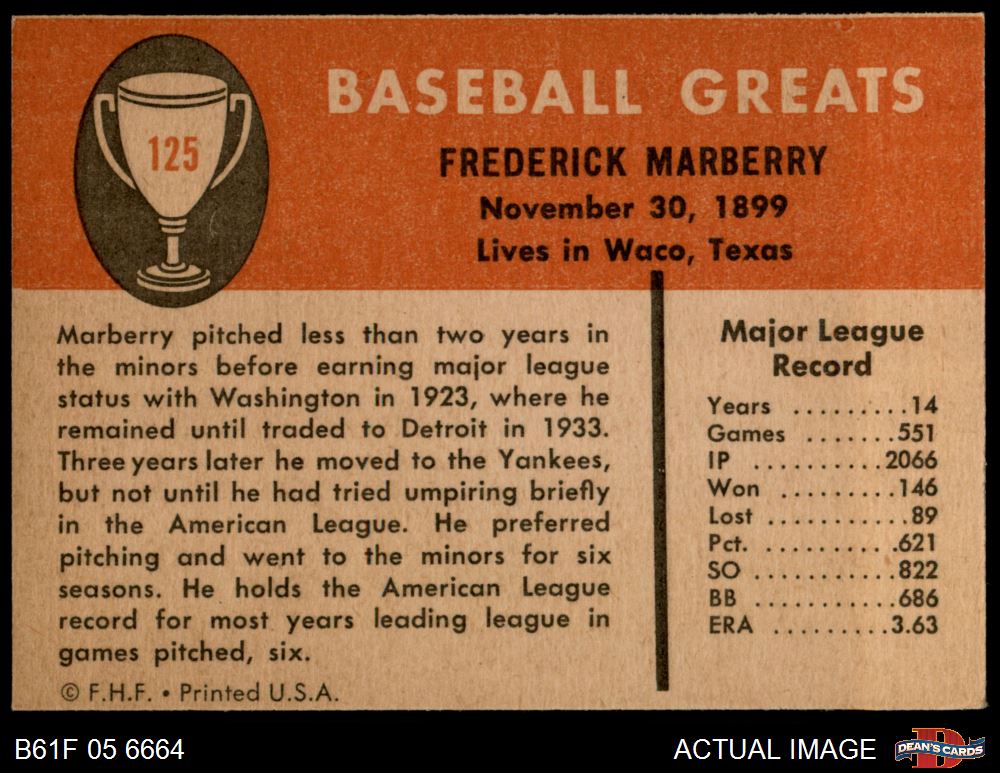 125
BASEBALL GREATS
FREDERICK MARBERRY
November 30, 1899
Lives in Waco, Texas
Marberry pitched less than two years in
the minors before earning major league
status with Washington in 1923, where he
remained until traded to Detroit in 1933.
Three years later he moved to the Yankees,
but not until he had tried umpiring briefly
in the American League. He preferred
pitching and went to the minors for six
seasons. He holds the American League
record for most years leading league in
games pitched, six.
© F.H.F. • Printed U.S.A.
Major League
Record
Years .........14
Games .......551
IP ..........2066
Won .........146
Lost ...........89
Pct. ..........621
SO ...........822
BB ...........686
ERA .........3.63
B61F 05 6664
ACTUAL IMAGE
DEAN'S CARDS